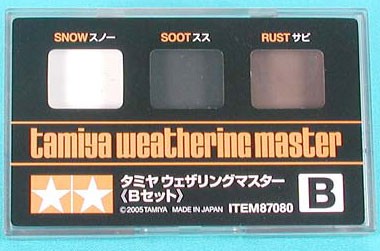 SNOWスノー SOOTスス RUSTサビ
tamiya weathering master
タミヤ ウェザリングマスター
〈Bセット〉
B
©2005TAMIYA MADE IN JAPAN ITEM87080